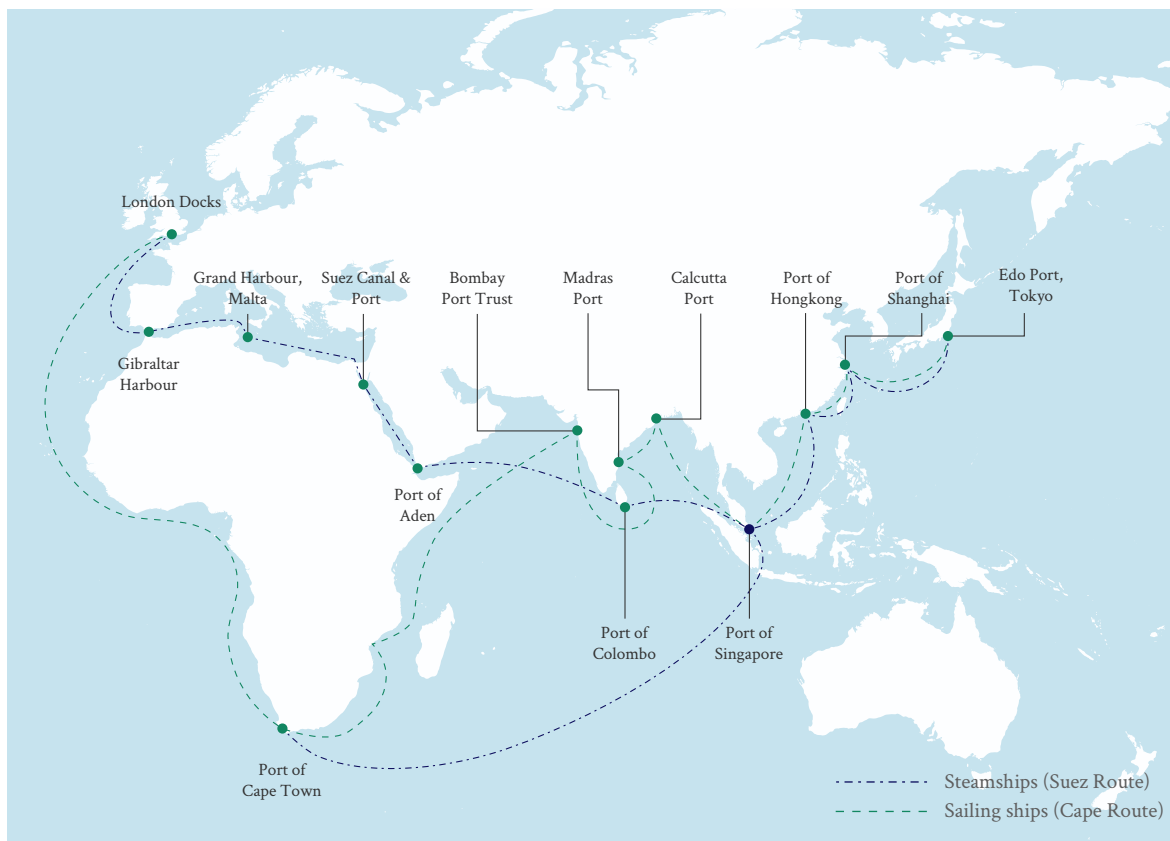 London Docks
Grand Harbour,
Malta
Suez Canal &
Port
Bombay
Port Trust
Madras
Port
Calcutta
Port
Port of
Hongkong
Port of
Shanghai
Edo Port,
Tokyo
Gibraltar
Harbour
Port of
Aden
Port of
Colombo
Port of
Singapore
Port of
Cape Town
Steamships (Suez Route)
Sailing ships (Cape Route)